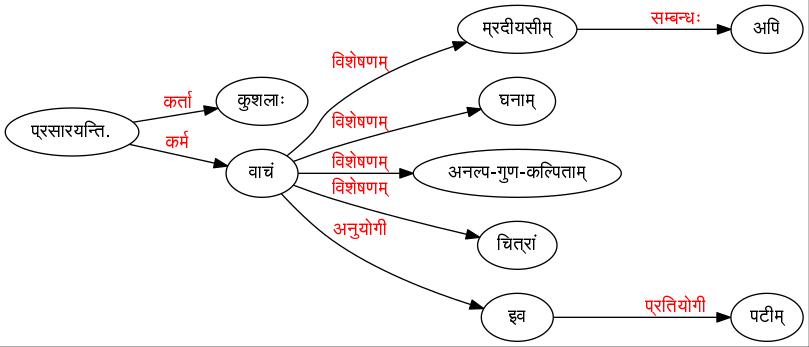 म्रदीयसीम्
सम्बन्धः
अपि
विशेषणम्
कर्ता
कुशलाः
घनाम्
विशेषणम्
प्रसारयन्ति.
कर्म
वाचं
विशेषणम्
अनल्प-गुण-कल्पिताम्
विशेषणम्
अनुयोगी
चित्रां
इव
प्रतियोगी
पटीम्